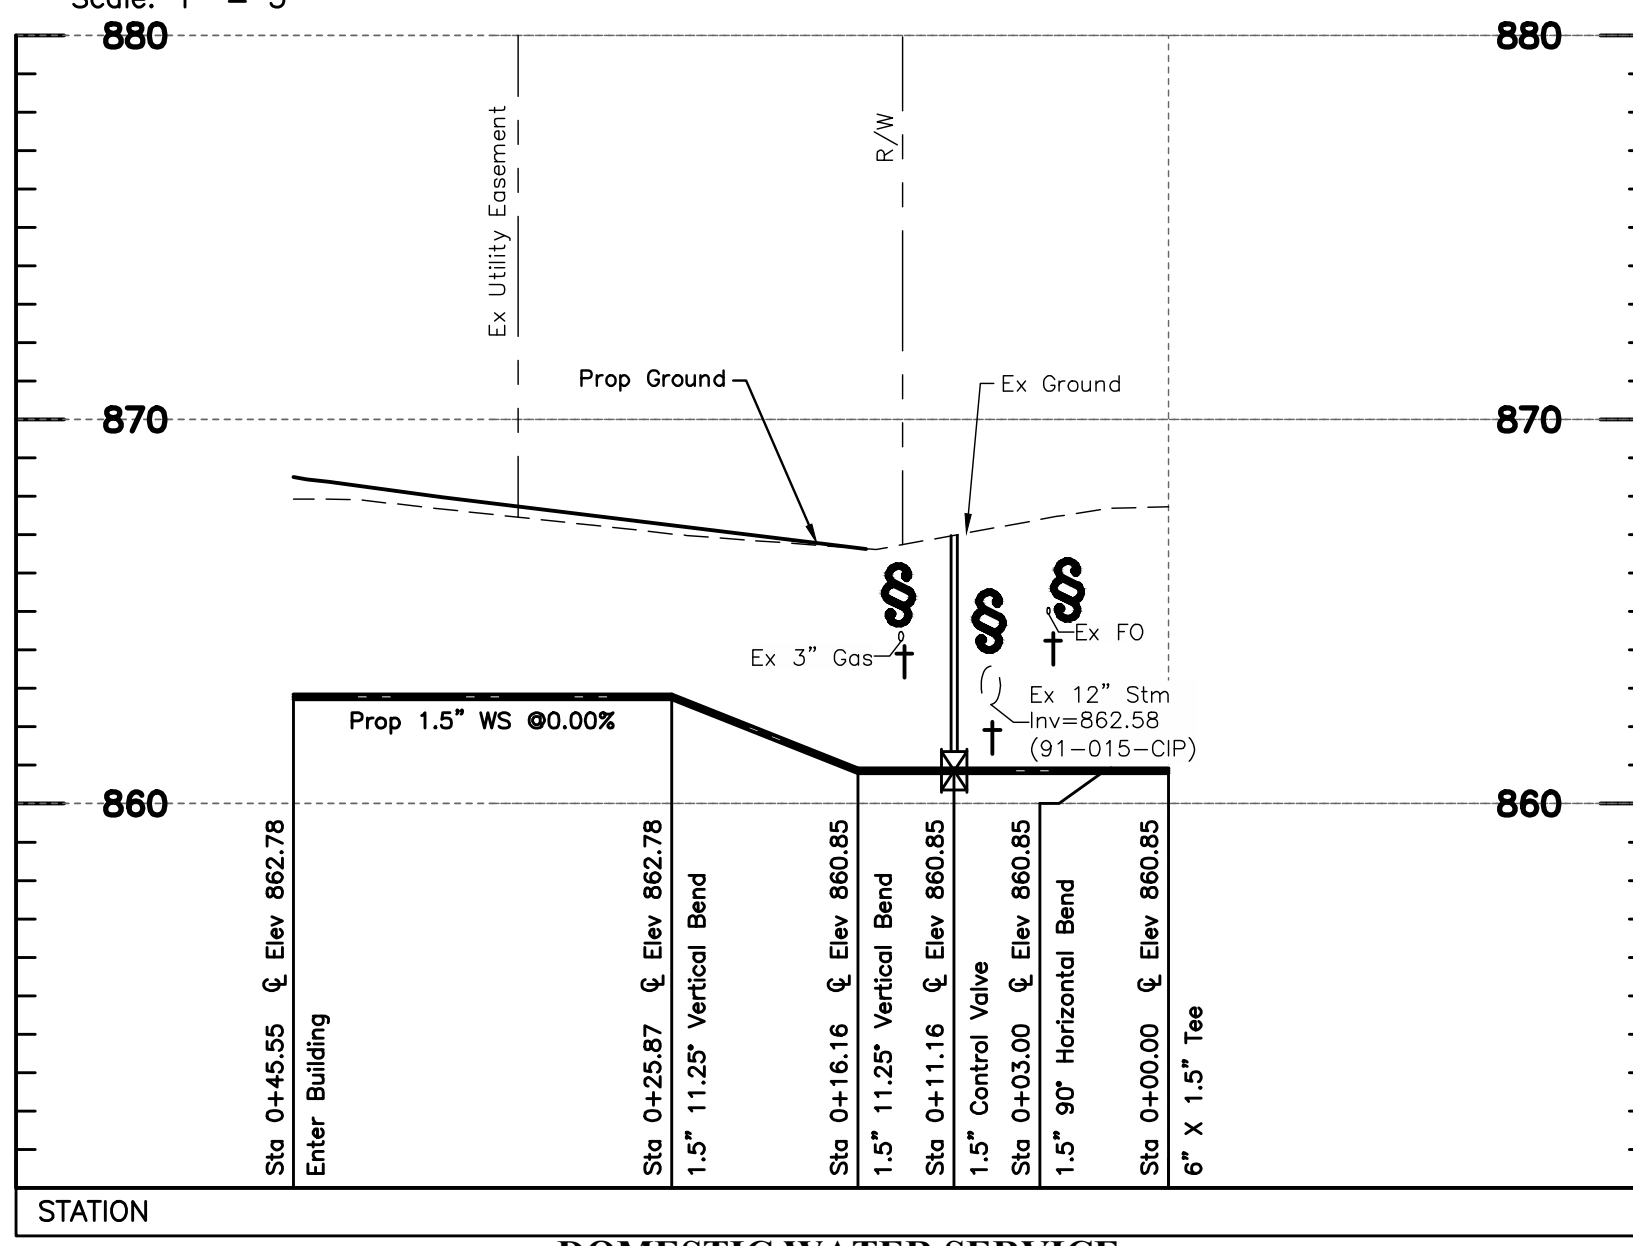 880
880
Ex Utility Easement
R/W
Prop Ground
Ex Ground
870
870
§
§
§
Ex FO
Ex 3" Gas
†
†
†
Ex 12" Stm
Inv=862.58
(91-015-CIP)
Prop 1.5" WS @0.00%
860
860
Sta 0+45.55 ℄ Elev 862.78
Enter Building
Sta 0+25.87 ℄ Elev 862.78
1.5" 11.25° Vertical Bend
Sta 0+16.16 ℄ Elev 860.85
1.5" 11.25° Vertical Bend
Sta 0+11.16 ℄ Elev 860.85
1.5" Control Valve
Sta 0+03.00 ℄ Elev 860.85
1.5" 90° Horizontal Bend
Sta 0+00.00 ℄ Elev 860.85
6" X 1.5" Tee
STATION
DOMESTIC WATER SERVICE